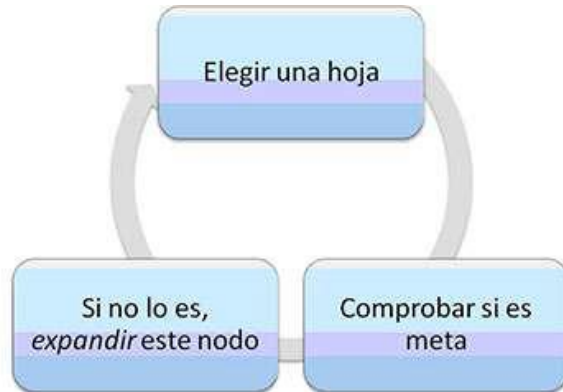 Elegir una hoja
Si no lo es,
expandir este nodo
Comprobar si es
meta